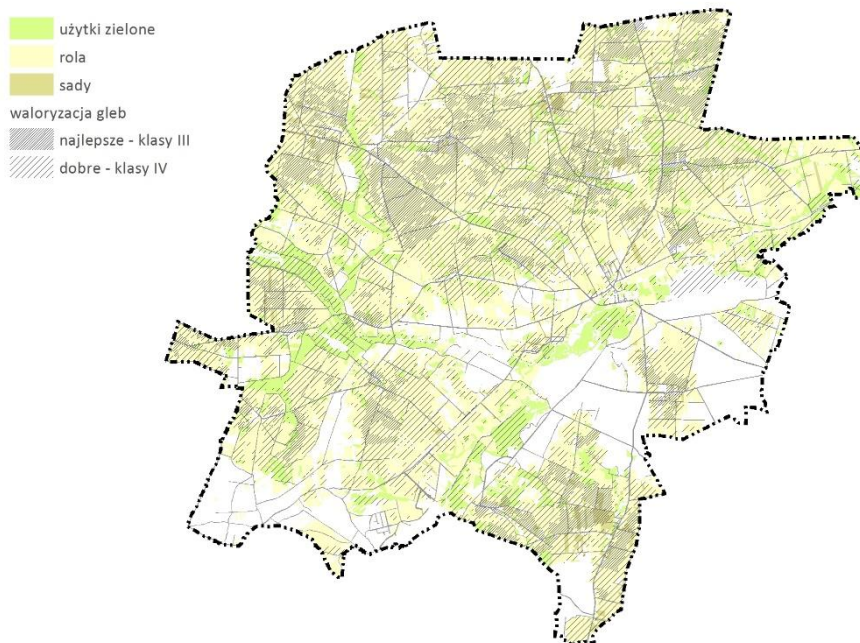 użytki zielone
rola
sady
waloryzacja gleb
najlepsze - klasy III
dobre - klasy IV